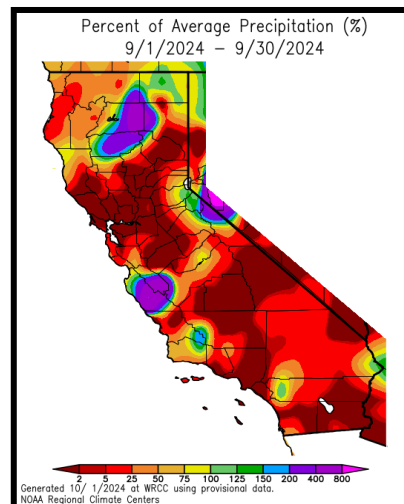 Percent of Average Precipitation (%)
9/1/2024 – 9/30/2024
2 5 25 50 75 100 125 150 200 400 800
Generated 10/ 1/2024 at WRCC using provisional data.
NOAA Regional Climate Centers